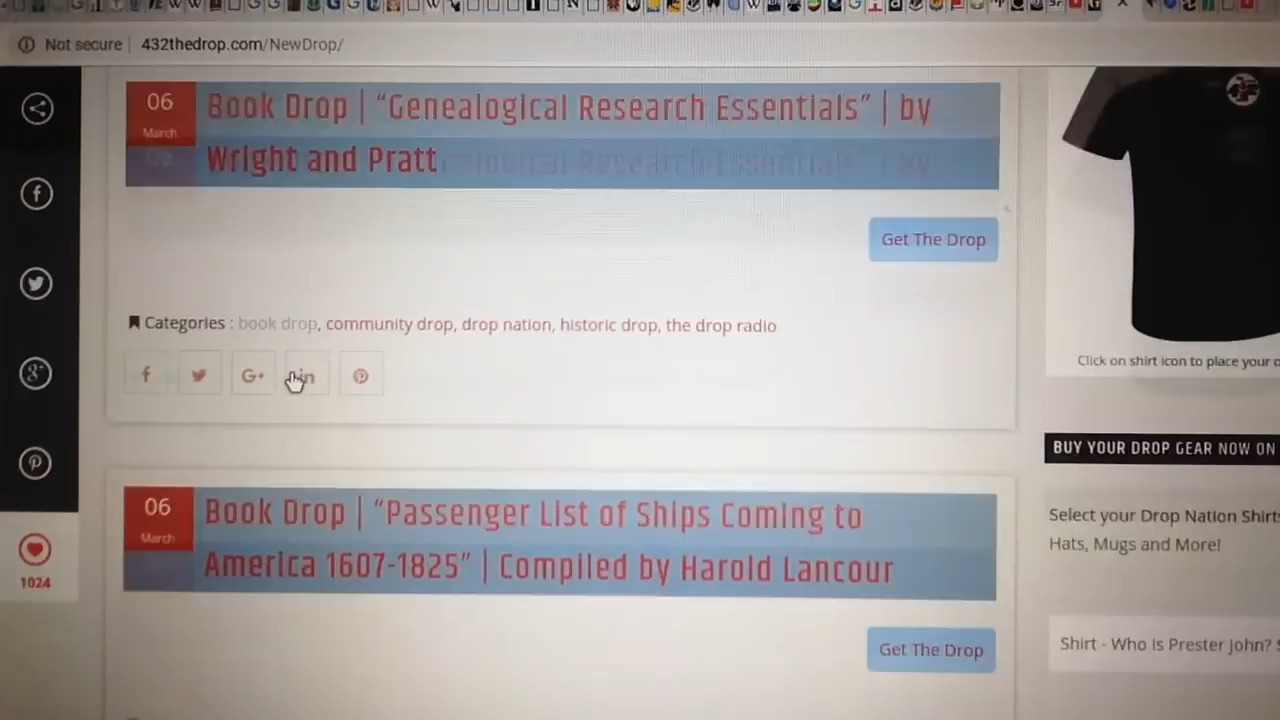 Not secure | 432thedrop.com/NewDrop/
06
March
Book Drop | “Genealogical Research Essentials” | by
Wright and Pratt
Get The Drop
Categories : book drop, community drop, drop nation, historic drop, the drop radio
G+
in
06
March
Book Drop | “Passenger List of Ships Coming to
America 1607-1825” | Compiled by Harold Lancour
Get The Drop
1024
Click on shirt icon to place your
BUY YOUR DROP GEAR NOW ON
Select your Drop Nation Shirts
Hats, Mugs and More!
Shirt - Who Is Prester John?